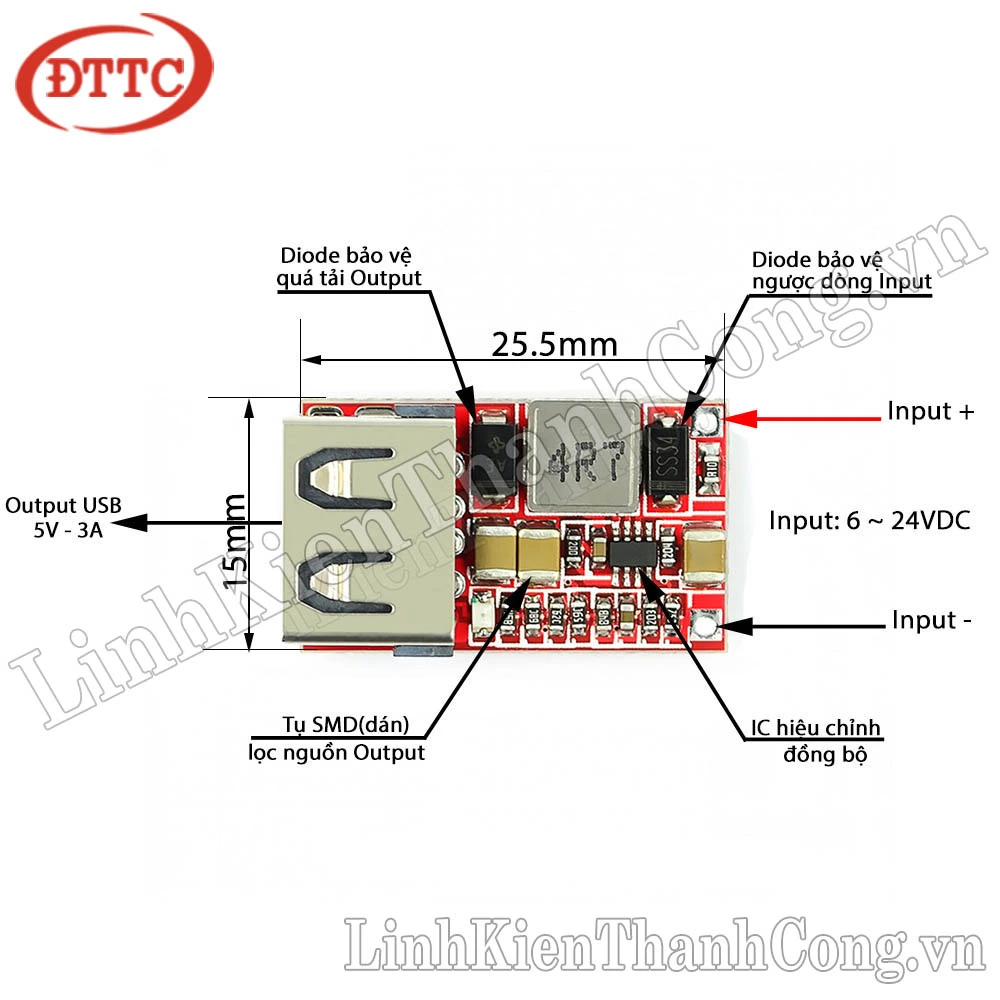 ĐTTC
Diode bảo vệ
quá tải Output
Diode bảo vệ
ngược dòng Input
25.5mm
Input +
4R7
SS34
R10
Output USB
5V - 3A
15mm
Input: 6 ~ 24VDC
Input -
Tụ SMD(dán)
lọc nguồn Output
IC hiệu chỉnh
đồng bộ
LinhKienThanhCong.vn
LinhKienThanhCong.vn